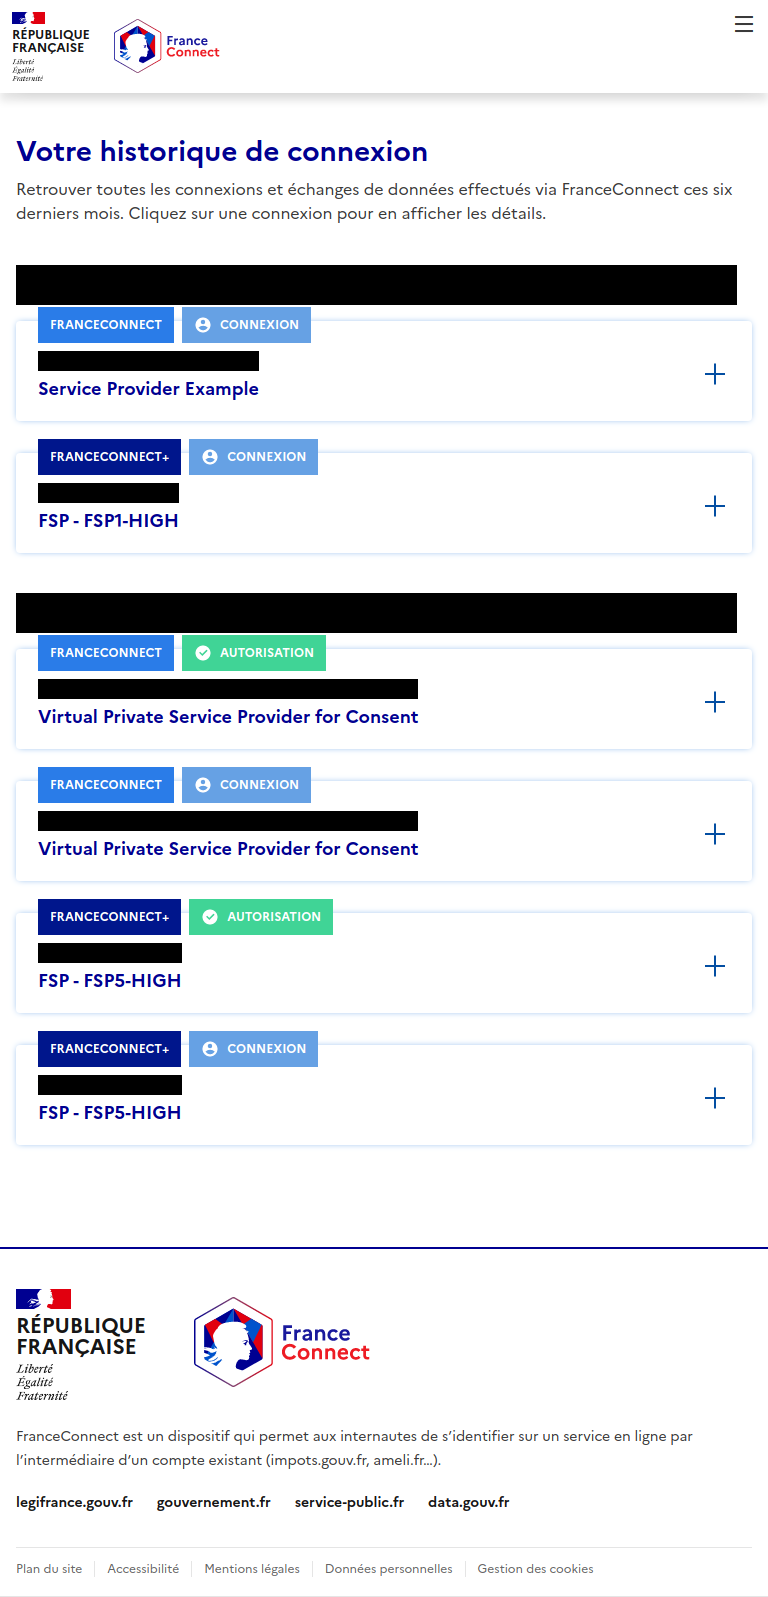 RÉPUBLIQUE
FRANÇAISE
Liberté
Égalité
Fraternité
France
Connect
Votre historique de connexion
Retrouver toutes les connexions et échanges de données effectués via FranceConnect ces six
derniers mois. Cliquez sur une connexion pour en afficher les détails.
FRANCECONNECT CONNEXION
Service Provider Example
FRANCECONNECT+ CONNEXION
FSP - FSP1-HIGH
FRANCECONNECT AUTORISATION
Virtual Private Service Provider for Consent
FRANCECONNECT CONNEXION
Virtual Private Service Provider for Consent
FRANCECONNECT+ AUTORISATION
FSP - FSP5-HIGH
FRANCECONNECT+ CONNEXION
FSP - FSP5-HIGH
RÉPUBLIQUE
FRANÇAISE
Liberté
Égalité
Fraternité
France
Connect
FranceConnect est un dispositif qui permet aux internautes de s’identifier sur un service en ligne par
l’intermédiaire d’un compte existant (impots.gouv.fr, ameli.fr…).
legifrance.gouv.fr gouvernement.fr service-public.fr data.gouv.fr
Plan du site Accessibilité Mentions légales Données personnelles Gestion des cookies